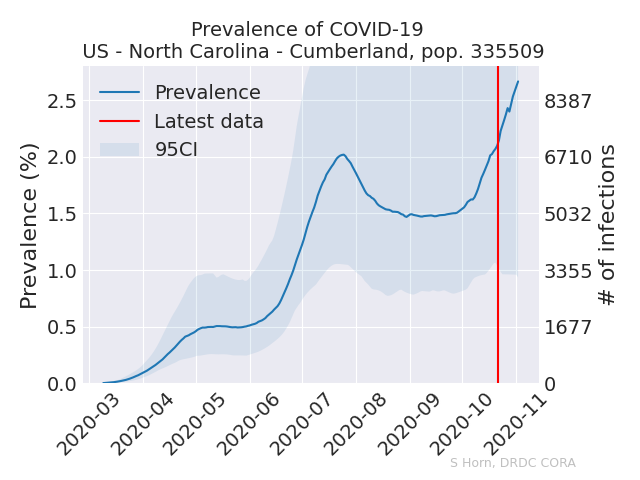 Prevalence of COVID-19
US - North Carolina - Cumberland, pop. 335509
Prevalence
Latest data
95CI
Prevalence (%)
2.5
2.0
1.5
1.0
0.5
0.0
8387
6710
5032
3355
1677
0
# of infections
2020-03
2020-04
2020-05
2020-06
2020-07
2020-08
2020-09
2020-10
2020-11
S Horn, DRDC CORA